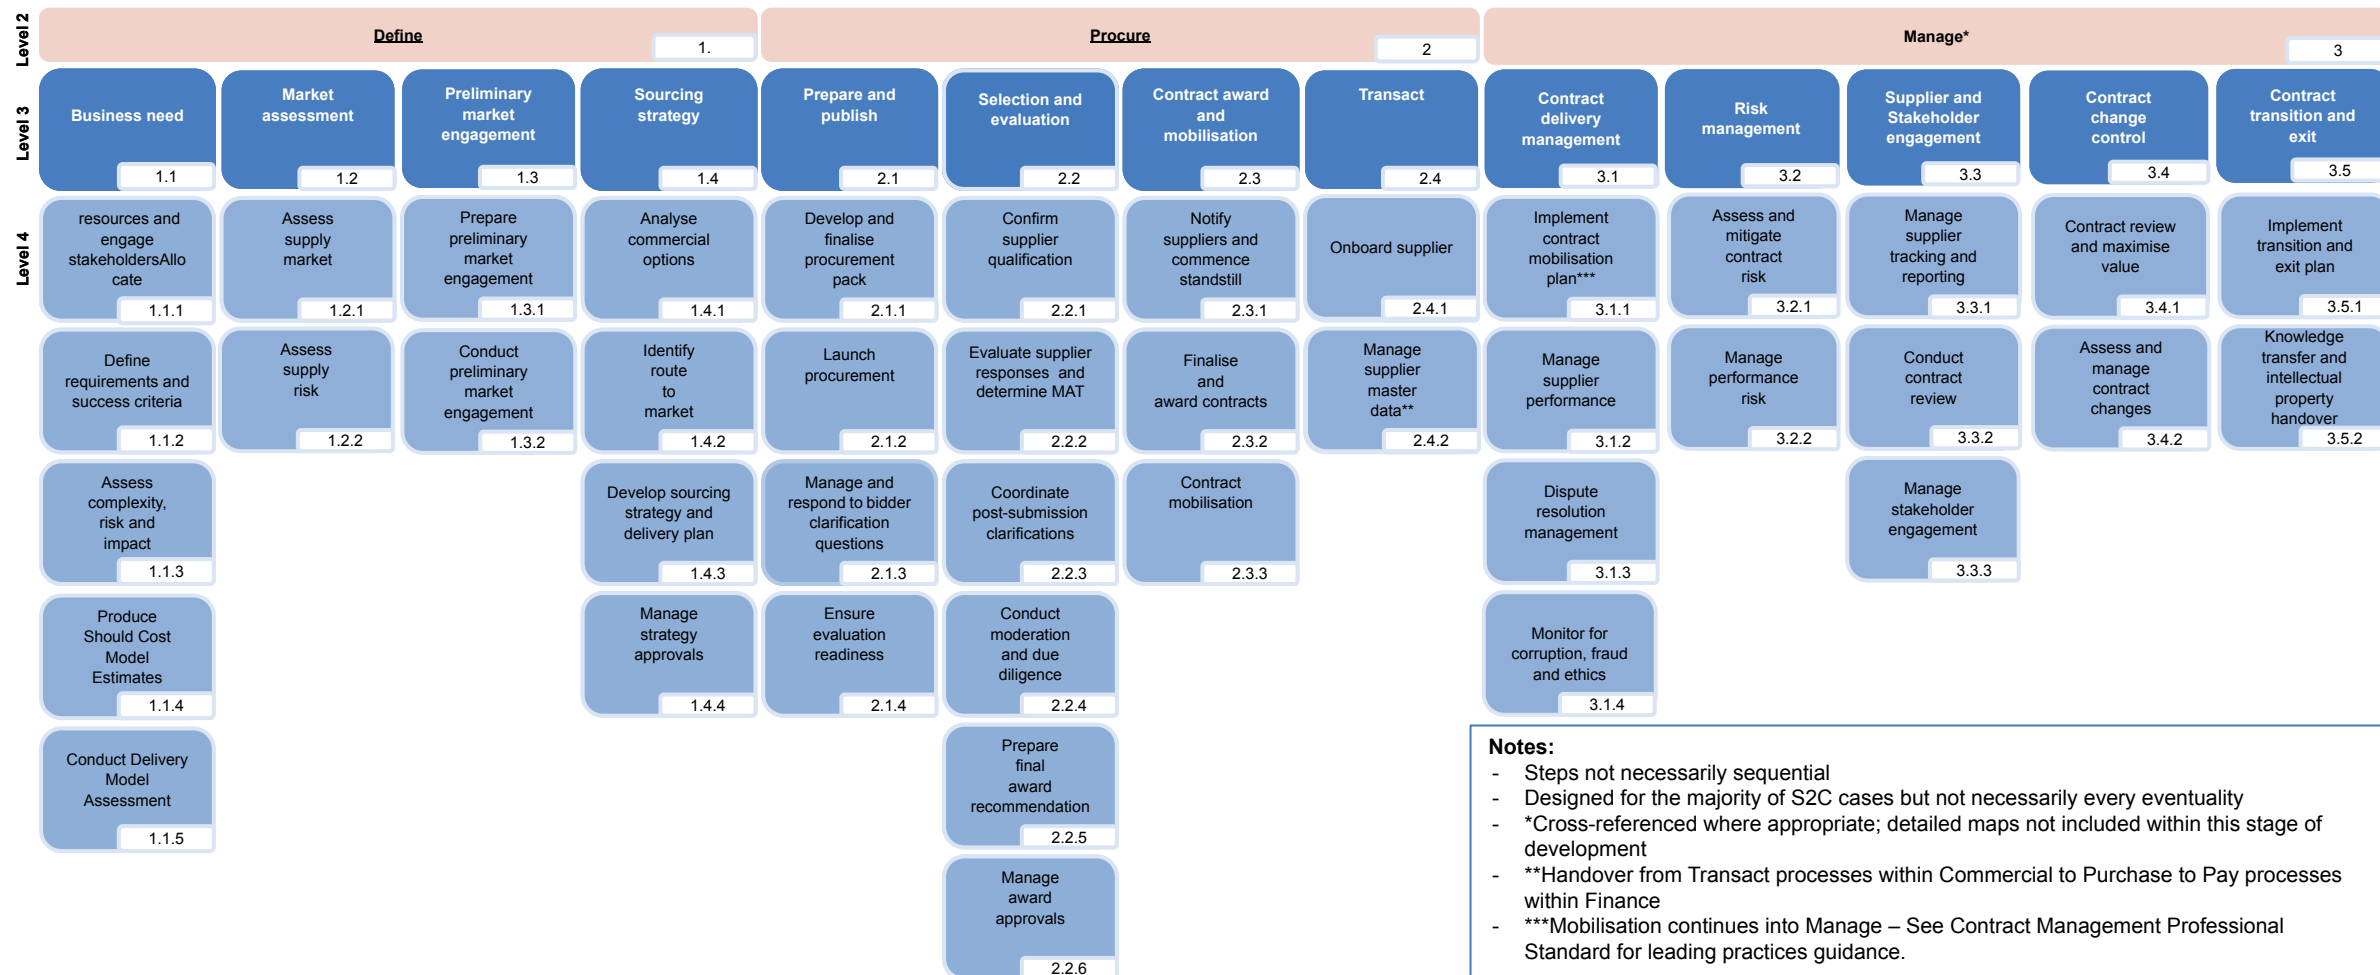 Level 2
Define
1.
Procure
2
Manage*
3
Level 3
Business need
1.1
Market
assessment
1.2
Preliminary
market
engagement
1.3
Sourcing
strategy
1.4
Prepare and
publish
2.1
Selection and
evaluation
2.2
Contract award
and
mobilisation
2.3
Transact
2.4
Contract
delivery
management
3.1
Risk
management
3.2
Supplier and
Stakeholder
engagement
3.3
Contract
change
control
3.4
Contract
transition and
exit
3.5
Level 4
resources and
engage
stakeholdersAllo
cate
1.1.1
Assess
supply
market
1.2.1
Prepare
preliminary
market
engagement
1.3.1
Analyse
commercial
options
1.4.1
Develop and
finalise
procurement
pack
2.1.1
Confirm
supplier
qualification
2.2.1
Notify
suppliers and
commence
standstill
2.3.1
Onboard supplier
2.4.1
Implement
contract
mobilisation
plan***
3.1.1
Assess and
mitigate
contract
risk
3.2.1
Manage
supplier
tracking and
reporting
3.3.1
Contract review
and maximise
value
3.4.1
Implement
transition and
exit plan
3.5.1
Define
requirements and
success criteria
1.1.2
Assess
supply
risk
1.2.2
Conduct
preliminary
market
engagement
1.3.2
Identify
route
to
market
1.4.2
Launch
procurement
2.1.2
Evaluate supplier
responses and
determine MAT
2.2.2
Finalise
and
award contracts
2.3.2
Manage
supplier
master
data**
2.4.2
Manage
supplier
performance
3.1.2
Manage
performance
risk
3.2.2
Conduct
contract
review
3.3.2
Assess and
manage
contract
changes
3.4.2
Knowledge
transfer and
intellectual
property
handover
3.5.2
Assess
complexity,
risk and
impact
1.1.3
Develop sourcing
strategy and
delivery plan
1.4.3
Manage and
respond to bidder
clarification
questions
2.1.3
Coordinate
post-submission
clarifications
2.2.3
Contract
mobilisation
2.3.3
Dispute
resolution
management
3.1.3
Manage
stakeholder
engagement
3.3.3
Produce
Should Cost
Model
Estimates
1.1.4
Manage
strategy
approvals
1.4.4
Ensure
evaluation
readiness
2.1.4
Conduct
moderation
and due
diligence
2.2.4
Monitor for
corruption, fraud
and ethics
3.1.4
Conduct Delivery
Model
Assessment
1.1.5
Prepare
final
award
recommendation
2.2.5
Manage
award
approvals
2.2.6
Notes:
- Steps not necessarily sequential
- Designed for the majority of S2C cases but not necessarily every eventuality
- *Cross-referenced where appropriate; detailed maps not included within this stage of
development
- **Handover from Transact processes within Commercial to Purchase to Pay processes
within Finance
- ***Mobilisation continues into Manage – See Contract Management Professional
Standard for leading practices guidance.